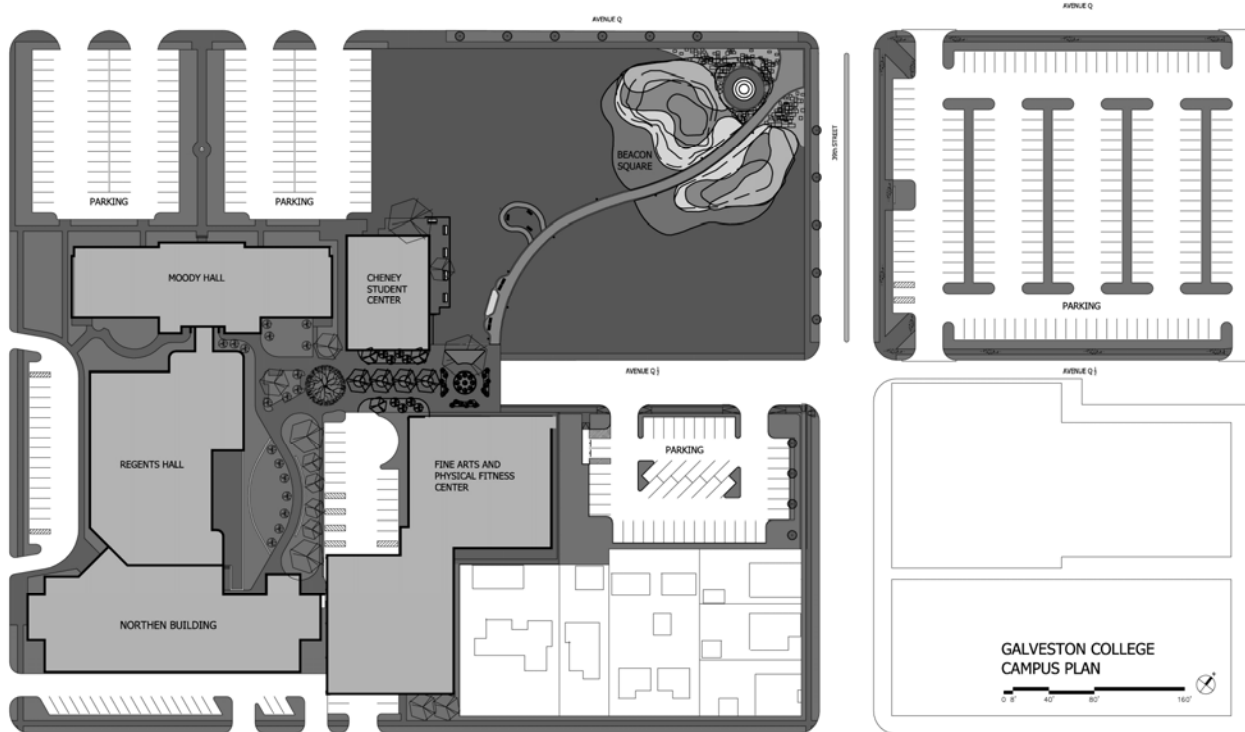 AVENUE Q
AVENUE Q
39th STREET
BEACON
SQUARE
PARKING
PARKING
MOODY HALL
CHENEY
STUDENT
CENTER
PARKING
AVENUE Q ½
AVENUE Q ½
REGENTS HALL
FINE ARTS AND
PHYSICAL FITNESS
CENTER
PARKING
NORTHEN BUILDING
GALVESTON COLLEGE
CAMPUS PLAN
0 8' 40' 80' 160'